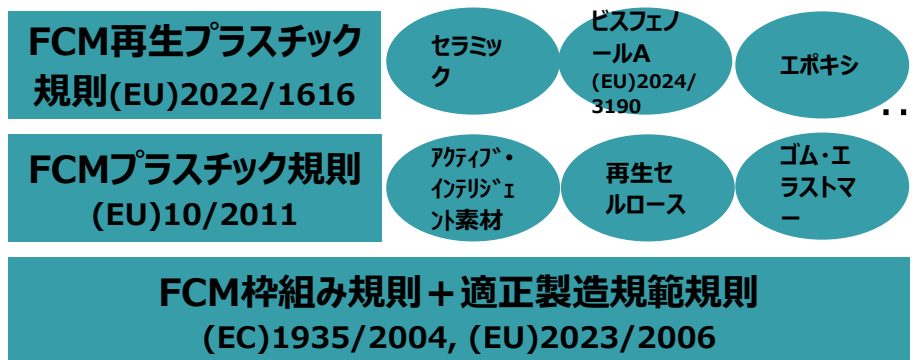 FCM再生プラスチック
規則(EU)2022/1616
セラミッ
ク
ビスフェノ
ールA
(EU)2024/
3190
エポキシ
..
FCMプラスチック規則
(EU)10/2011
ｱｸﾃｨﾌﾞ・
ｲﾝﾃﾘｼﾞｪ
ﾝﾄ素材
再生セ
ルロース
ゴム・エ
ラストマ
ー
FCM枠組み規則＋適正製造規範規則
(EC)1935/2004, (EU)2023/2006